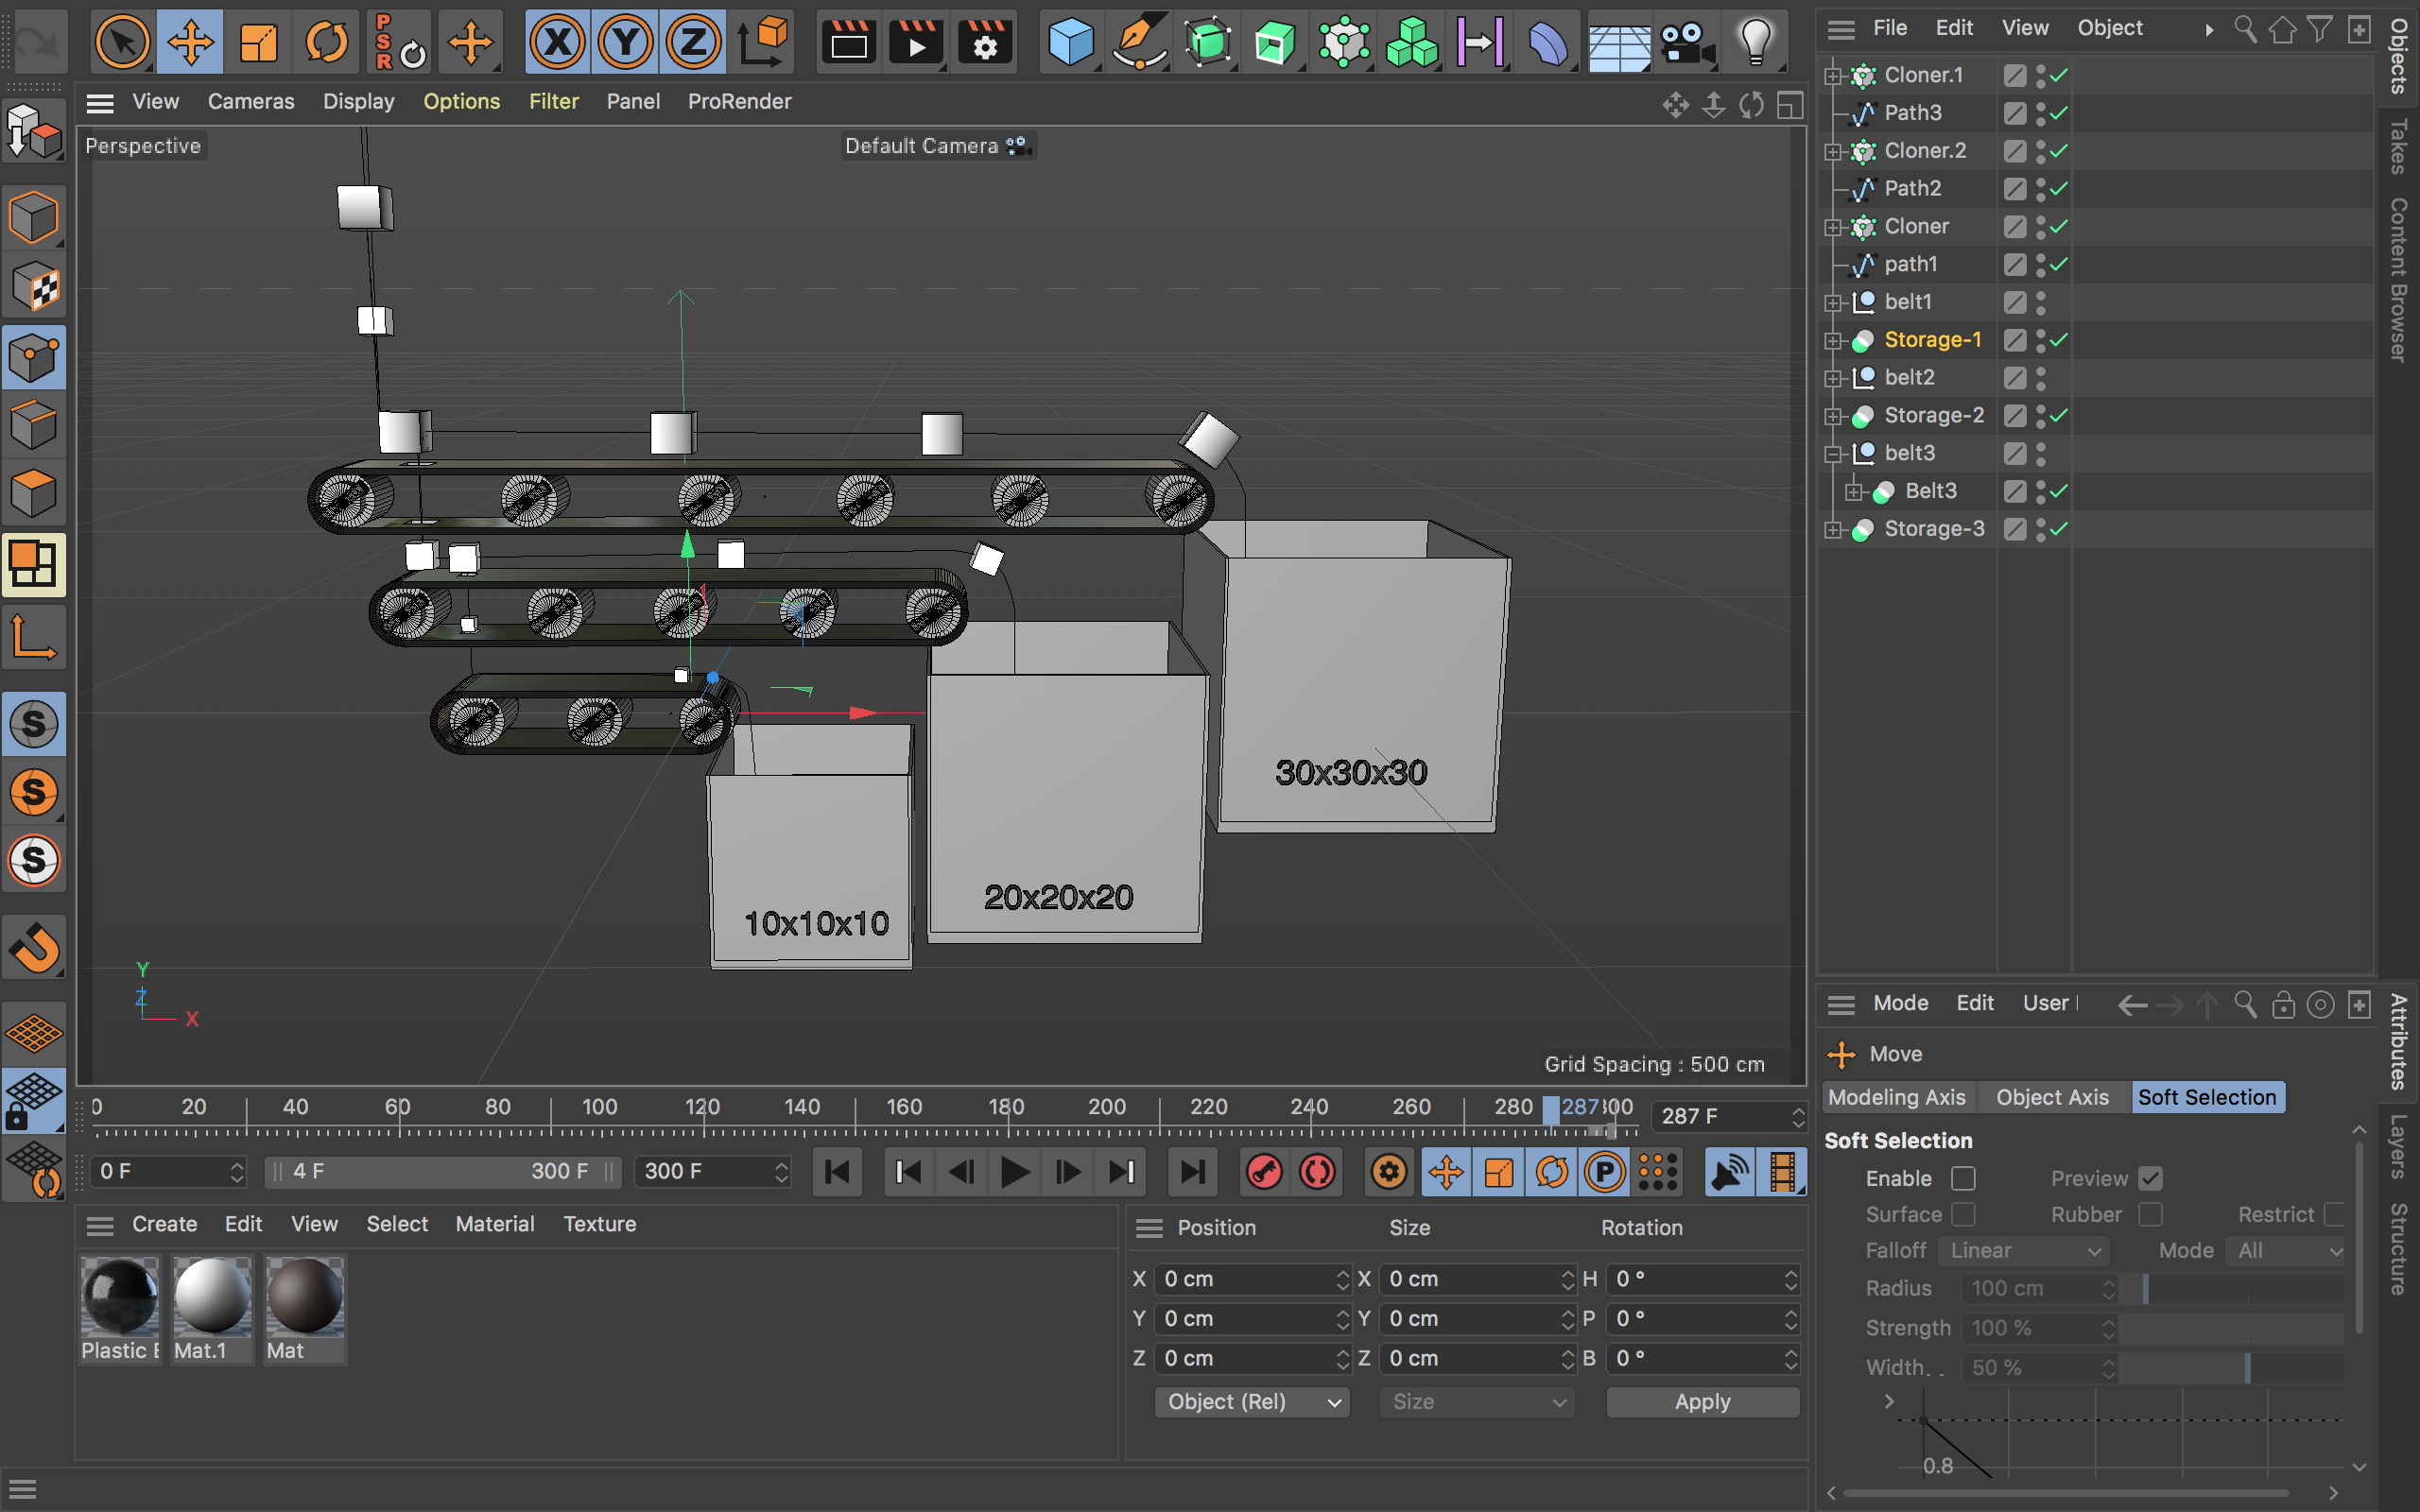 PSR
X
Y
Z
File Edit View Object
View Cameras Display Options Filter Panel ProRender
Perspective
Default Camera
Cloner.1
Path3
Cloner.2
Path2
Cloner
path1
belt1
Storage-1
belt2
Storage-2
belt3
Belt3
Storage-3
Objects
Takes
Content Browser
S
S
S
30x30x30
20x20x20
10x10x10
Y
Z
X
Grid Spacing : 500 cm
Mode Edit User
Move
Modeling Axis Object Axis Soft Selection
Soft Selection
Enable Preview
Surface Rubber Restrict
Falloff Linear Mode All
Radius 100 cm
Strength 100 %
Width. . 50 %
0.8
Attributes
Layers
Structure
0 20 40 60 80 100 120 140 160 180 200 220 240 260 280 287 300 287 F
0 F 4 F 300 F 300 F
P
Create Edit View Select Material Texture
Plastic
Mat.1
Mat
Position Size Rotation
X 0 cm X 0 cm H 0 °
Y 0 cm Y 0 cm P 0 °
Z 0 cm Z 0 cm B 0 °
Object (Rel) Size Apply